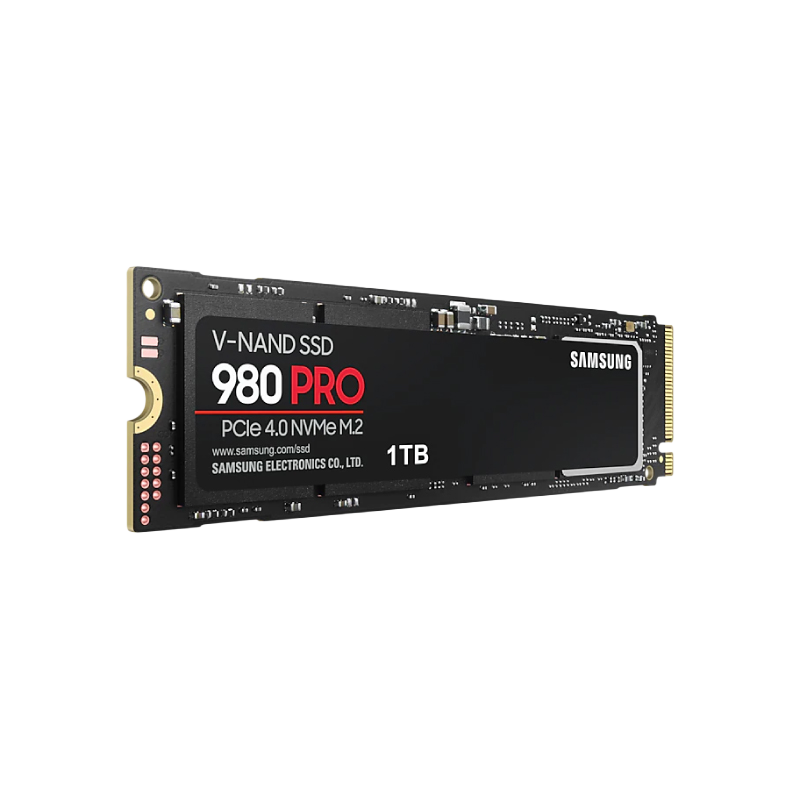 V-NAND SSD
980 PRO
PCIe 4.0 NVMe M.2
www.samsung.com/ssd
SAMSUNG ELECTRONICS CO., LTD.
1TB
SAMSUNG